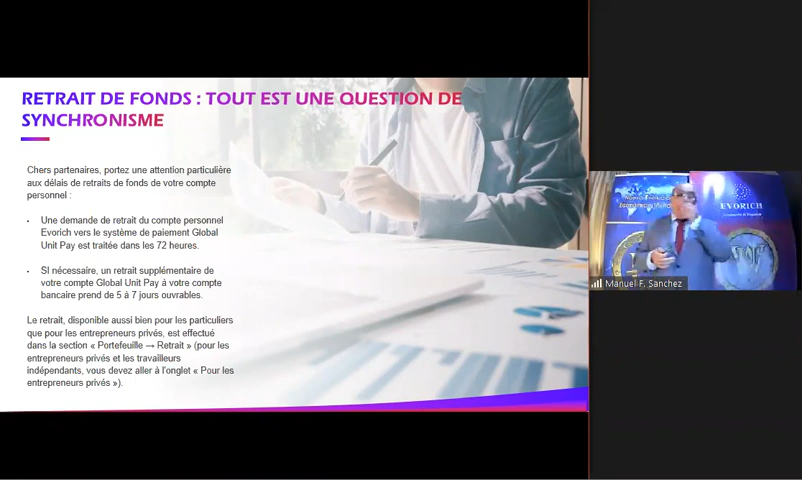 RETRAIT DE FONDS : TOUT EST UNE QUESTION DE
SYNCHRONISME
Chers partenaires, portez une attention particulière
aux délais de retraits de fonds de votre compte
personnel :
• Une demande de retrait du compte personnel
Evorich vers le système de paiement Global
Unit Pay est traitée dans les 72 heures.
• SI nécessaire, un retrait supplémentaire de
votre compte Global Unit Pay à votre compte
bancaire prend de 5 à 7 jours ouvrables.
Le retrait, disponible aussi bien pour les particuliers
que pour les entrepreneurs privés, est effectué
dans la section « Portefeuille → Retrait » (pour les
entrepreneurs privés et les travailleurs
indépendants, vous devez aller à l'onglet « Pour les
entrepreneurs privés »).
EVORICH
Manuel F. Sanchez